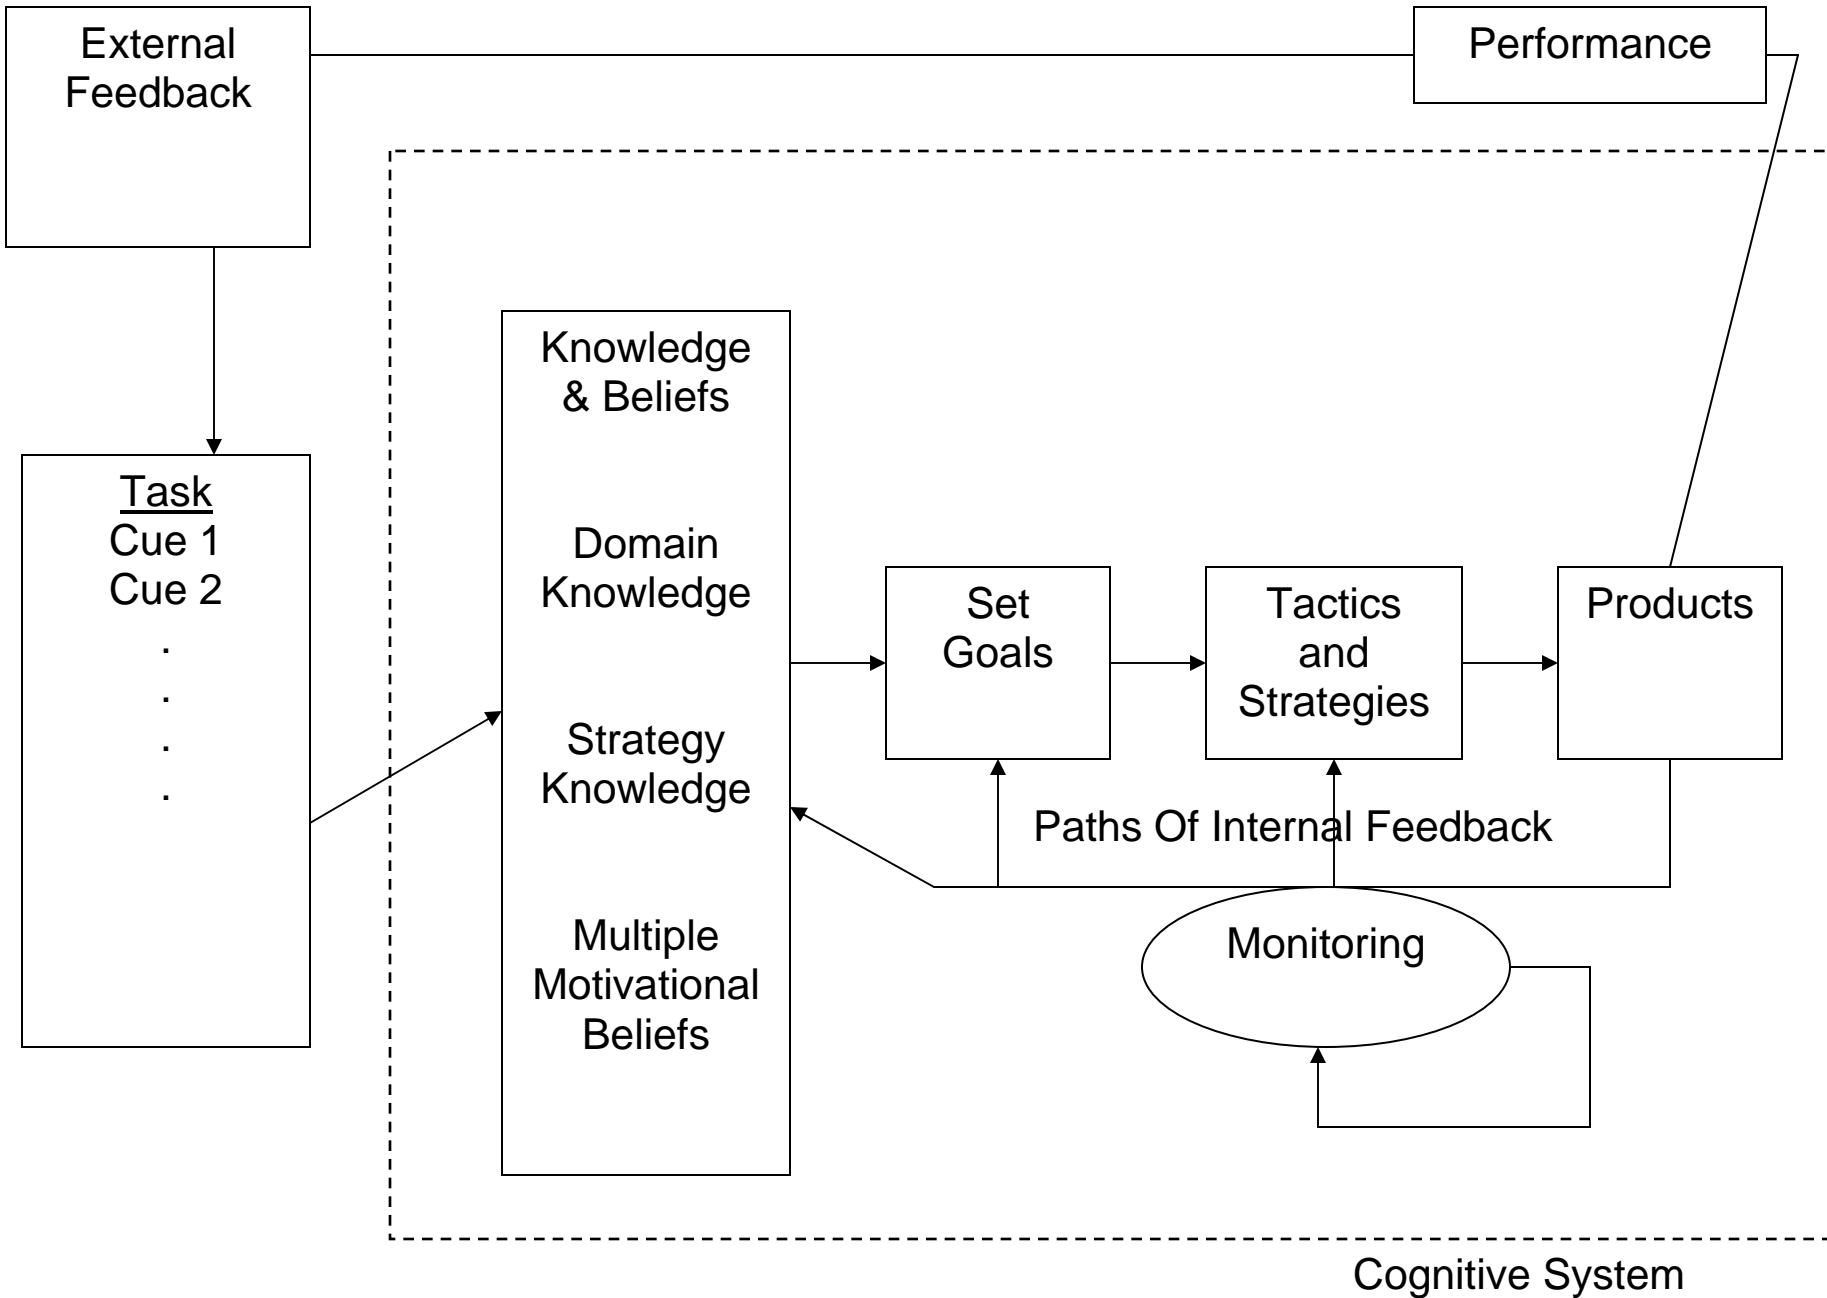 External
Feedback
Performance
Task
Cue 1
Cue 2
.
.
.
.
Knowledge
& Beliefs
Domain
Knowledge
Strategy
Knowledge
Multiple
Motivational
Beliefs
Set
Goals
Tactics
and
Strategies
Products
Paths Of Internal Feedback
Monitoring
Cognitive System